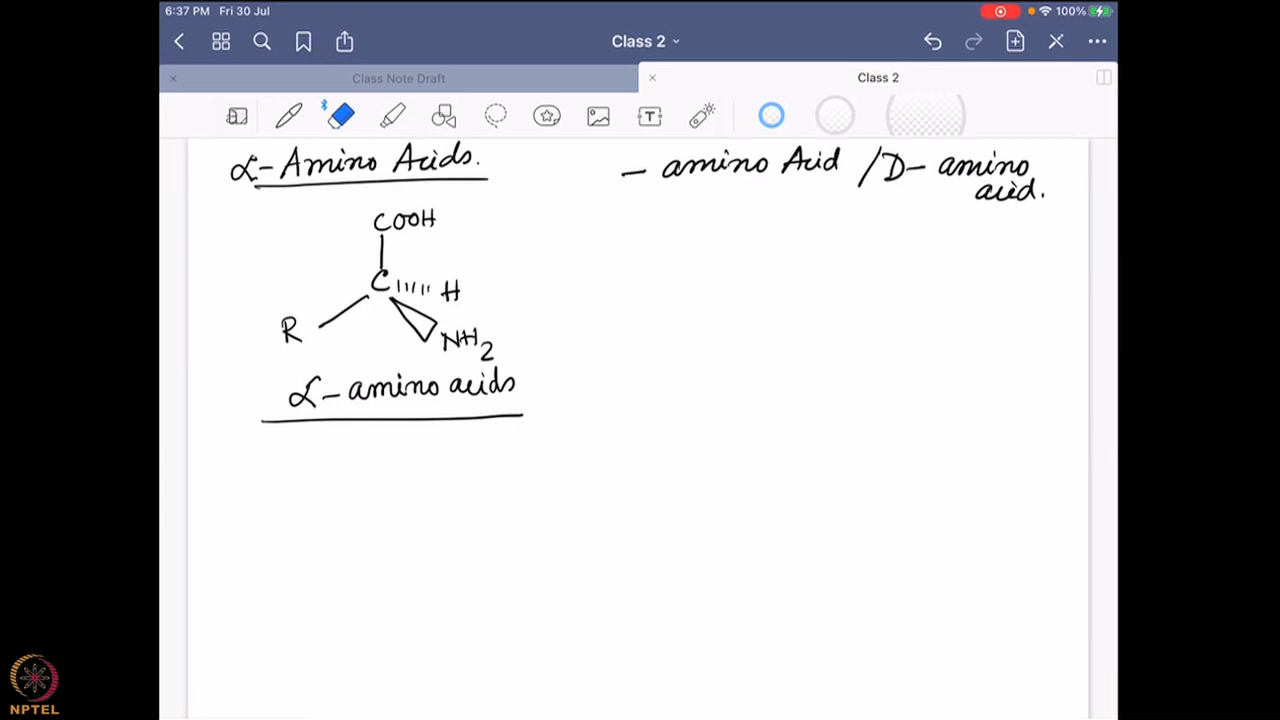 6:37 PM Fri 30 Jul
100%
Class 2
Class Note Draft
Class 2
T
α-Amino Acids.
- amino Acid / D- amino
acid.
COOH
C H
R
NH2
α- amino acids
NPTEL